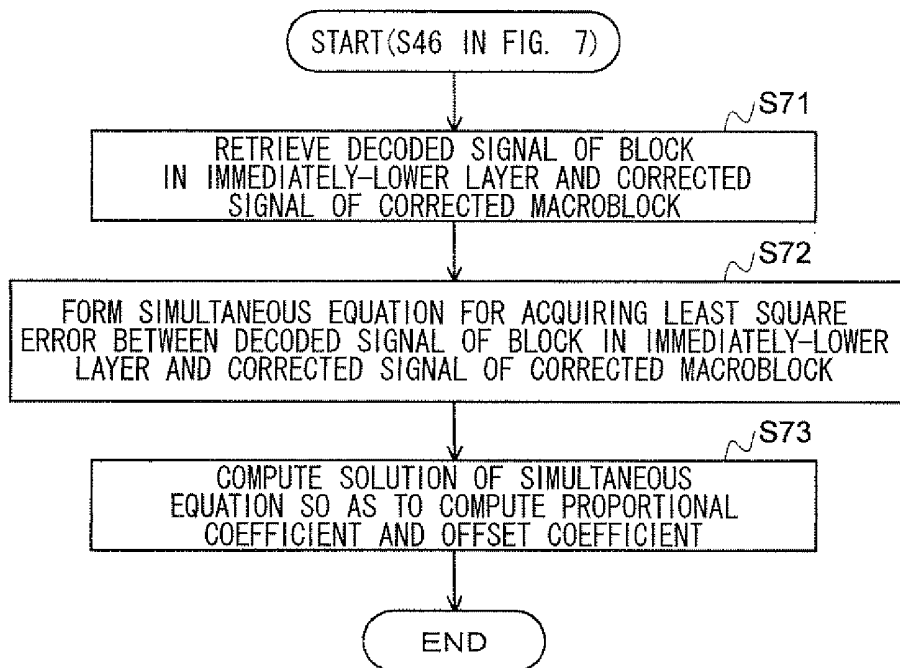 START(S46 IN FIG. 7)
S71
RETRIEVE DECODED SIGNAL OF BLOCK
IN IMMEDIATELY-LOWER LAYER AND CORRECTED
SIGNAL OF CORRECTED MACROBLOCK
S72
FORM SIMULTANEOUS EQUATION FOR ACQUIRING LEAST SQUARE
ERROR BETWEEN DECODED SIGNAL OF BLOCK IN IMMEDIATELY-LOWER
LAYER AND CORRECTED SIGNAL OF CORRECTED MACROBLOCK
S73
COMPUTE SOLUTION OF SIMULTANEOUS
EQUATION SO AS TO COMPUTE PROPORTIONAL
COEFFICIENT AND OFFSET COEFFICIENT
END